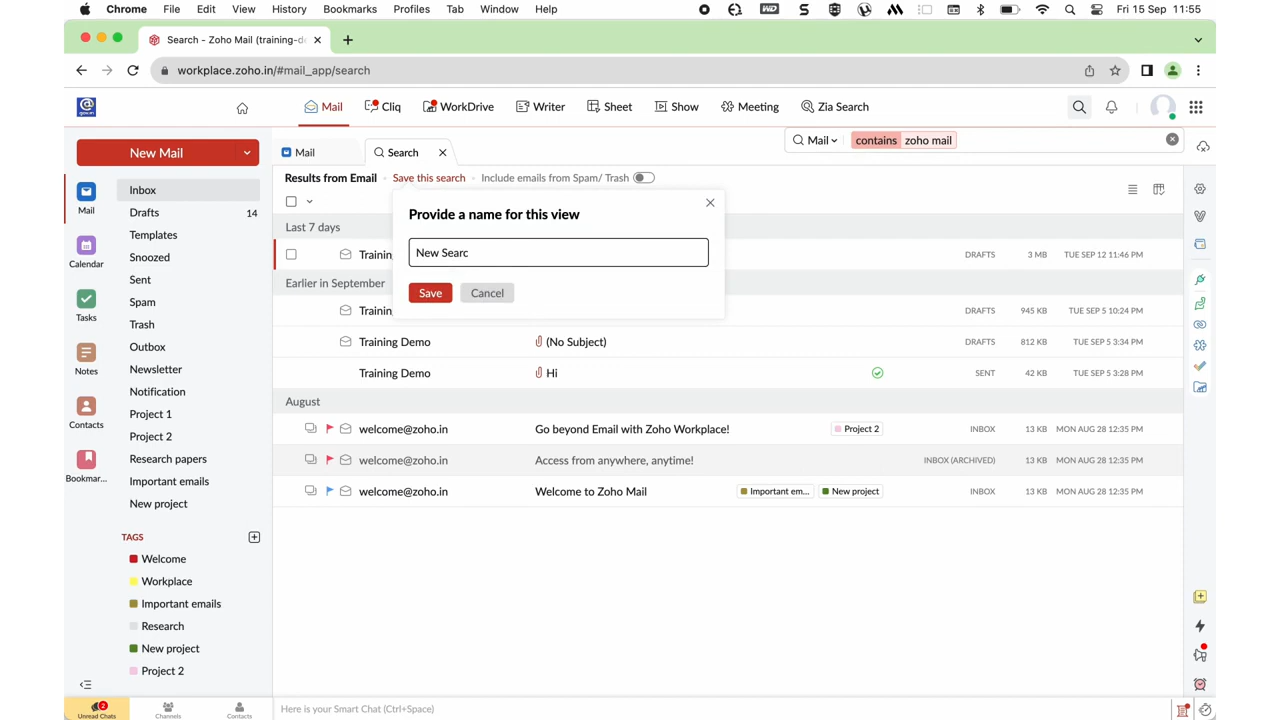 Chrome File Edit View History Bookmarks Profiles Tab Window Help Fri 15 Sep 11:55
Search - Zoho Mail (training-de
workplace.zoho.in/#mail_app/search
Mail Cliq WorkDrive Writer Sheet Show Meeting Zia Search
New Mail
Mail Search
Mail contains zoho mail
Results from Email Save this search Include emails from Spam/ Trash
Provide a name for this view
New Searc
Save Cancel
Mail
Calendar
Tasks
Notes
Contacts
Bookmar...
Inbox
Drafts 14
Templates
Snoozed
Sent
Spam
Trash
Outbox
Newsletter
Notification
Project 1
Project 2
Research papers
Important emails
New project
TAGS
Welcome
Workplace
Important emails
Research
New project
Project 2
Last 7 days
Trainin DRAFTS 3 MB TUE SEP 12 11:46 PM
Earlier in September
Trainin DRAFTS 945 KB TUE SEP 5 10:24 PM
Training Demo (No Subject) DRAFTS 812 KB TUE SEP 5 3:34 PM
Training Demo Hi SENT 42 KB TUE SEP 5 3:28 PM
August
welcome@zoho.in Go beyond Email with Zoho Workplace! Project 2 INBOX 13 KB MON AUG 28 12:35 PM
welcome@zoho.in Access from anywhere, anytime! INBOX (ARCHIVED) 13 KB MON AUG 28 12:35 PM
welcome@zoho.in Welcome to Zoho Mail Important em... New project INBOX 13 KB MON AUG 28 12:35 PM
2
Unread Chats Channels Contacts Here is your Smart Chat (Ctrl+Space)